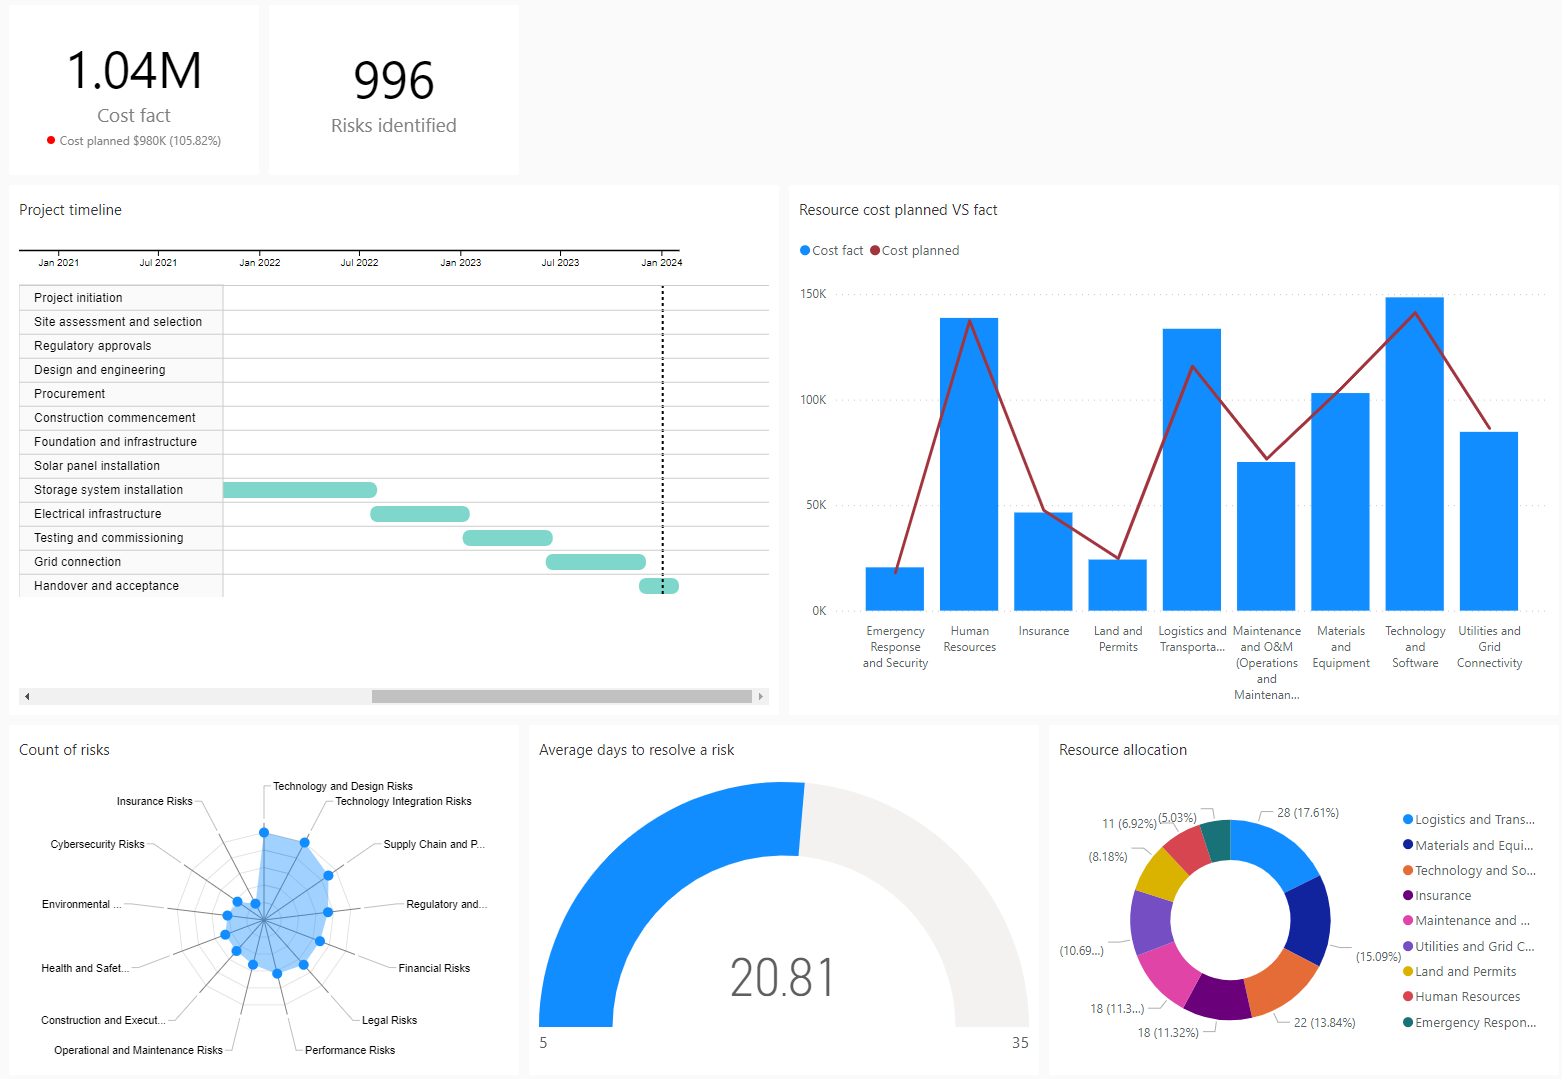 1.04M
Cost fact
Cost planned $980K (105.82%)
996
Risks identified
Project timeline
Jan 2021
Jul 2021
Jan 2022
Jul 2022
Jan 2023
Jul 2023
Jan 2024
Project initiation
Site assessment and selection
Regulatory approvals
Design and engineering
Procurement
Construction commencement
Foundation and infrastructure
Solar panel installation
Storage system installation
Electrical infrastructure
Testing and commissioning
Grid connection
Handover and acceptance
Resource cost planned VS fact
Cost fact
Cost planned
150K
100K
50K
0K
Emergency
Response
and Security
Human
Resources
Insurance
Land and
Permits
Logistics and
Transporta...
Maintenance
and O&M
(Operations
and
Maintenan...
Materials
and
Equipment
Technology
and
Software
Utilities and
Grid
Connectivity
Count of risks
Technology and Design Risks
Technology Integration Risks
Supply Chain and P...
Regulatory and...
Financial Risks
Legal Risks
Performance Risks
Operational and Maintenance Risks
Construction and Execut...
Health and Safet...
Environmental ...
Cybersecurity Risks
Insurance Risks
Average days to resolve a risk
20.81
5
35
Resource allocation
28 (17.61%)
(15.09%)
22 (13.84%)
18 (11.32%)
18 (11.3...)
(10.69...)
(8.18%)
11 (6.92%)
(5.03%)
Logistics and Trans...
Materials and Equi...
Technology and So...
Insurance
Maintenance and ...
Utilities and Grid C...
Land and Permits
Human Resources
Emergency Respon...